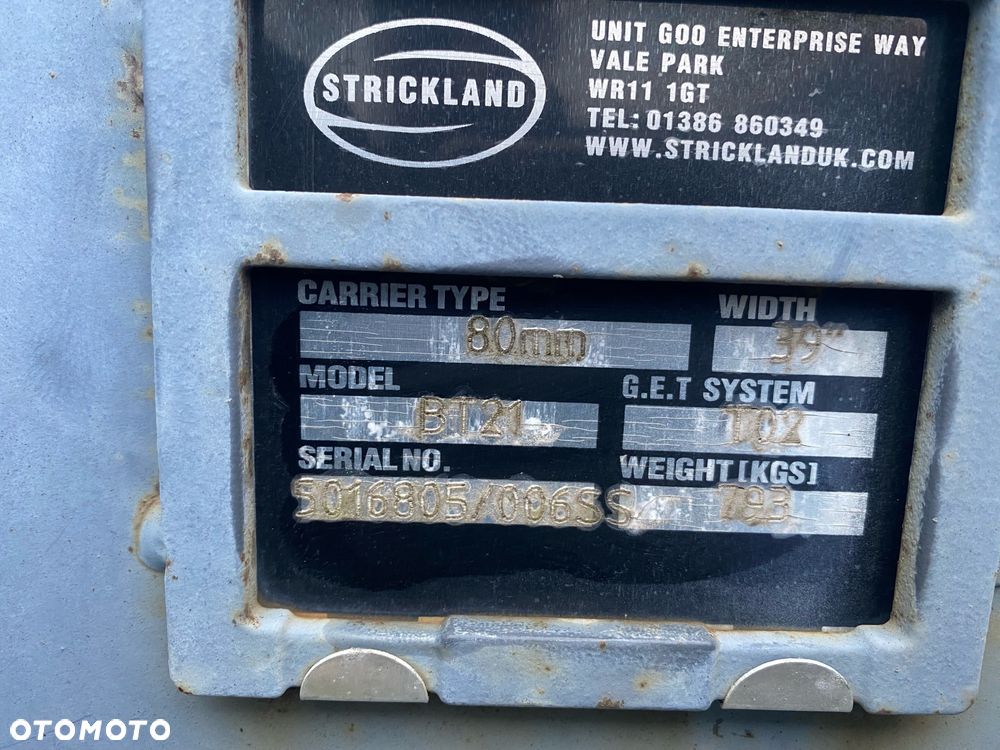 STRICKLAND
UNIT GOO ENTERPRISE WAY
VALE PARK
WR11 1GT
TEL: 01386 860349
WWW.STRICKLANDUK.COM
CARRIER TYPE
80mm
WIDTH
39"
MODEL
BT21
G.E.T SYSTEM
SERIAL NO.
5016805/006SS
WEIGHT [KGS]
793
OTOMOTO